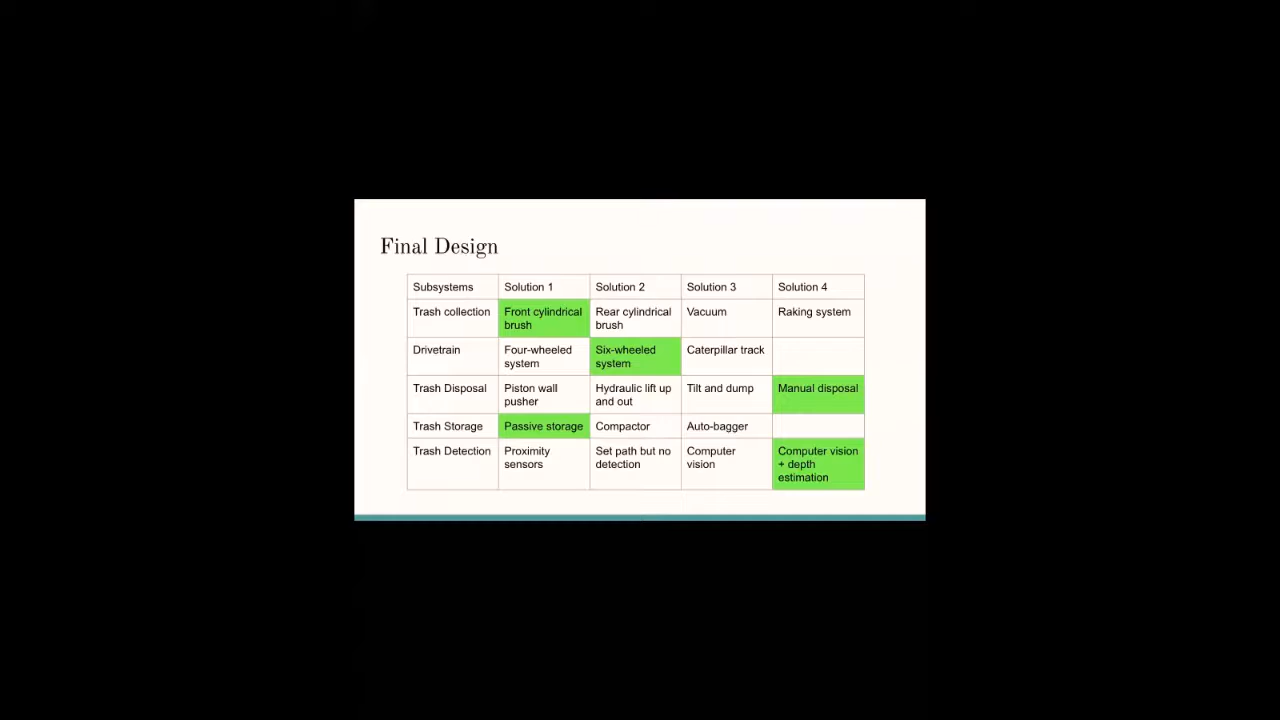 Final Design
Subsystems Solution 1 Solution 2 Solution 3 Solution 4
Trash collection Front cylindrical brush Rear cylindrical brush Vacuum Raking system
Drivetrain Four-wheeled system Six-wheeled system Caterpillar track
Trash Disposal Piston wall pusher Hydraulic lift up and out Tilt and dump Manual disposal
Trash Storage Passive storage Compactor Auto-bagger
Trash Detection Proximity sensors Set path but no detection Computer vision Computer vision + depth estimation